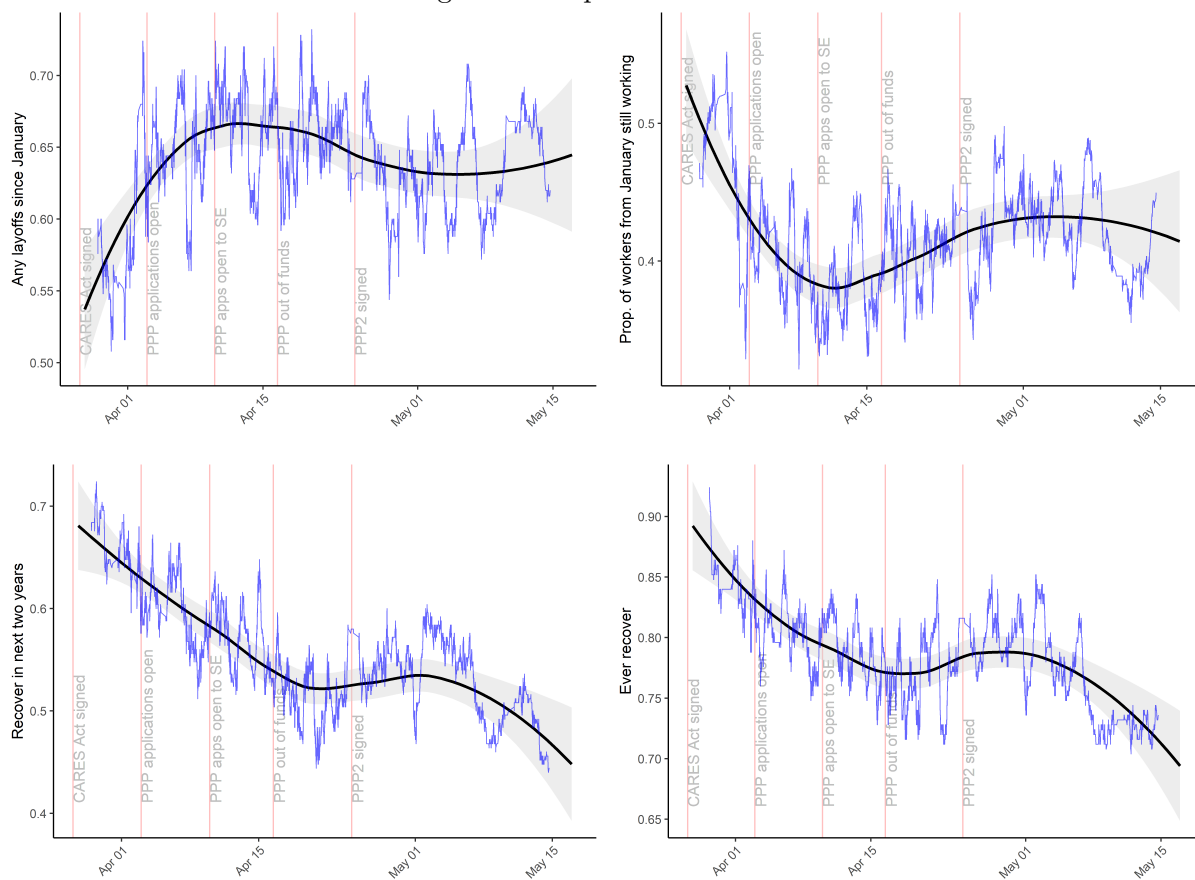 Any layoffs since January
0.70
0.65
0.60
0.55
0.50
CARES Act signed
PPP applications open
PPP apps open to SE
PPP out of funds
PPP2 signed
Apr 01
Apr 15
May 01
May 15
Prop. of workers from January still working
0.5
0.4
CARES Act signed
PPP applications open
PPP apps open to SE
PPP out of funds
PPP2 signed
Apr 01
Apr 15
May 01
May 15
Recover in next two years
0.7
0.6
0.5
0.4
CARES Act signed
PPP applications open
PPP apps open to SE
PPP out of funds
PPP2 signed
Apr 01
Apr 15
May 01
May 15
Ever recover
0.90
0.85
0.80
0.75
0.70
0.65
CARES Act signed
PPP applications open
PPP apps open to SE
PPP out of funds
PPP2 signed
Apr 01
Apr 15
May 01
May 15